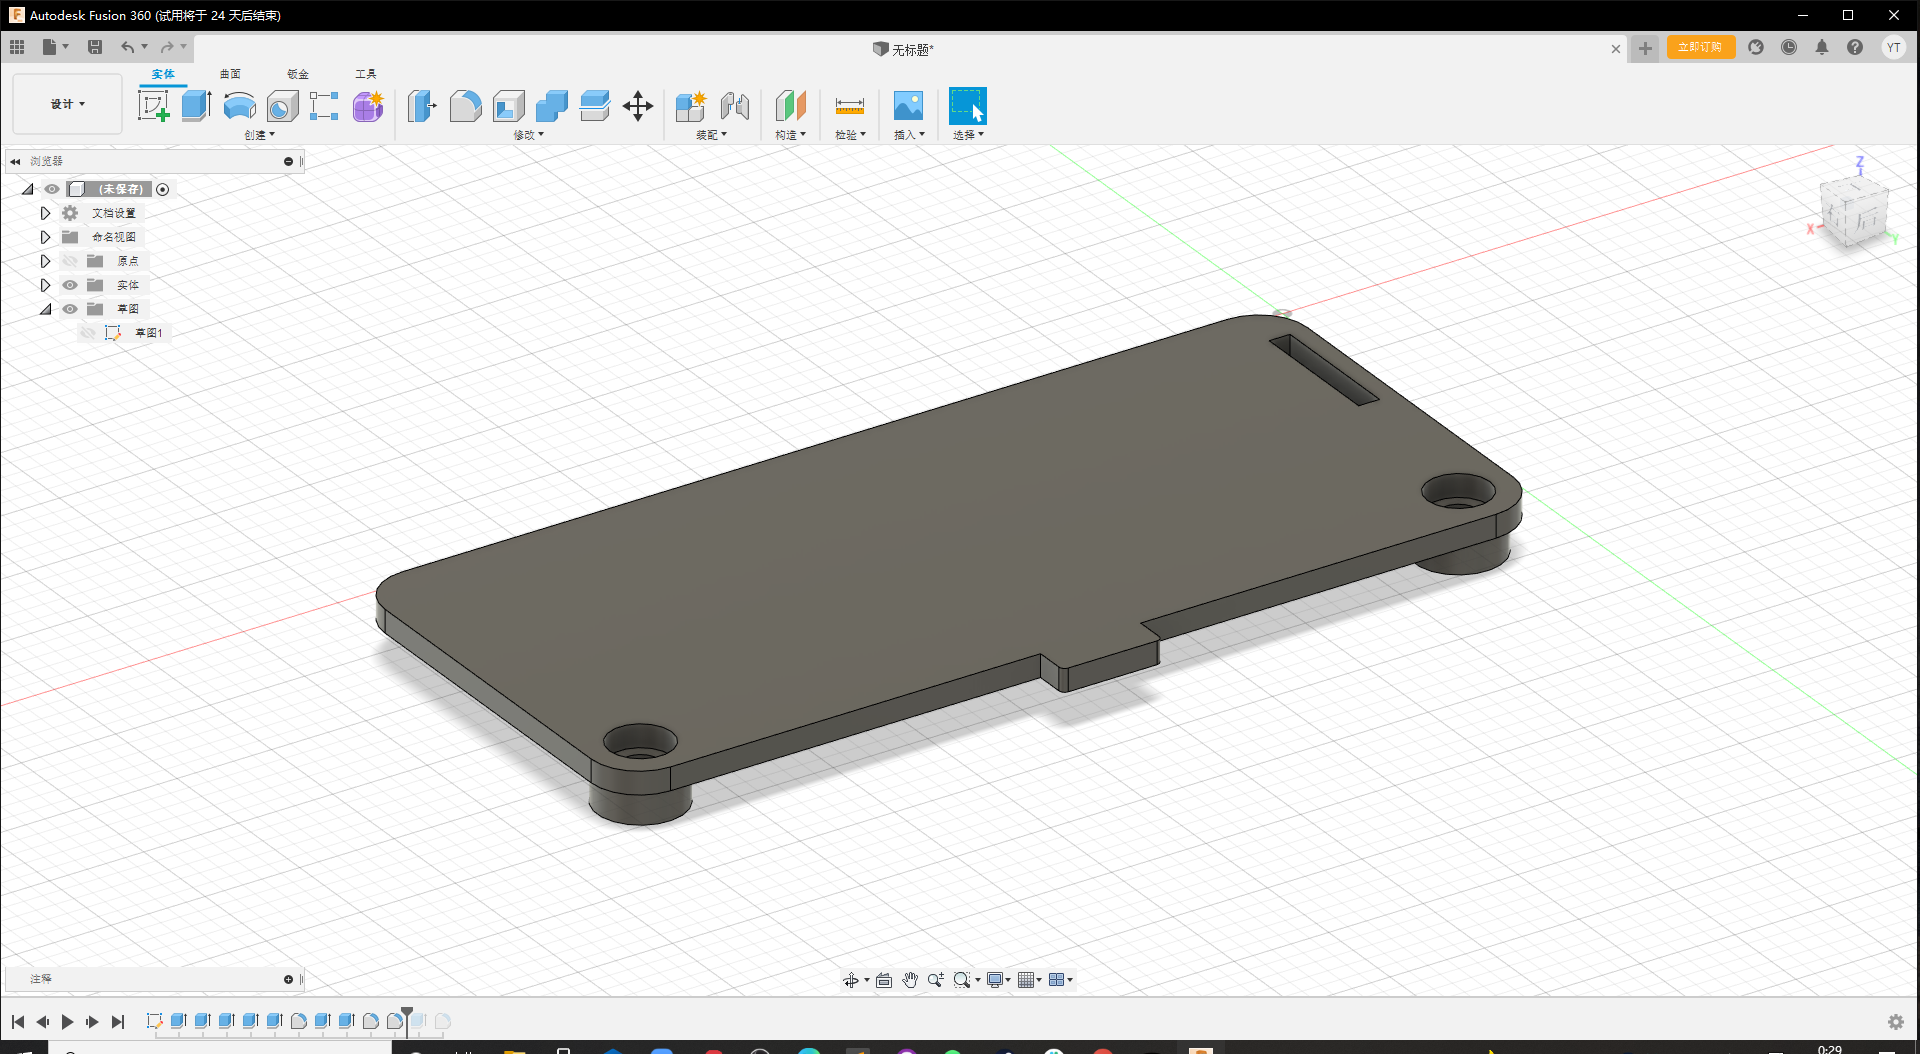 Autodesk Fusion 360 (试用将于 24 天后结束)
无标题*
立即订购
YT
实体
曲面
钣金
工具
设计
创建
修改
装配
构造
检验
插入
选择
浏览器
(未保存)
文档设置
命名视图
原点
实体
草图
草图1
Z
X
Y
注释
0:29